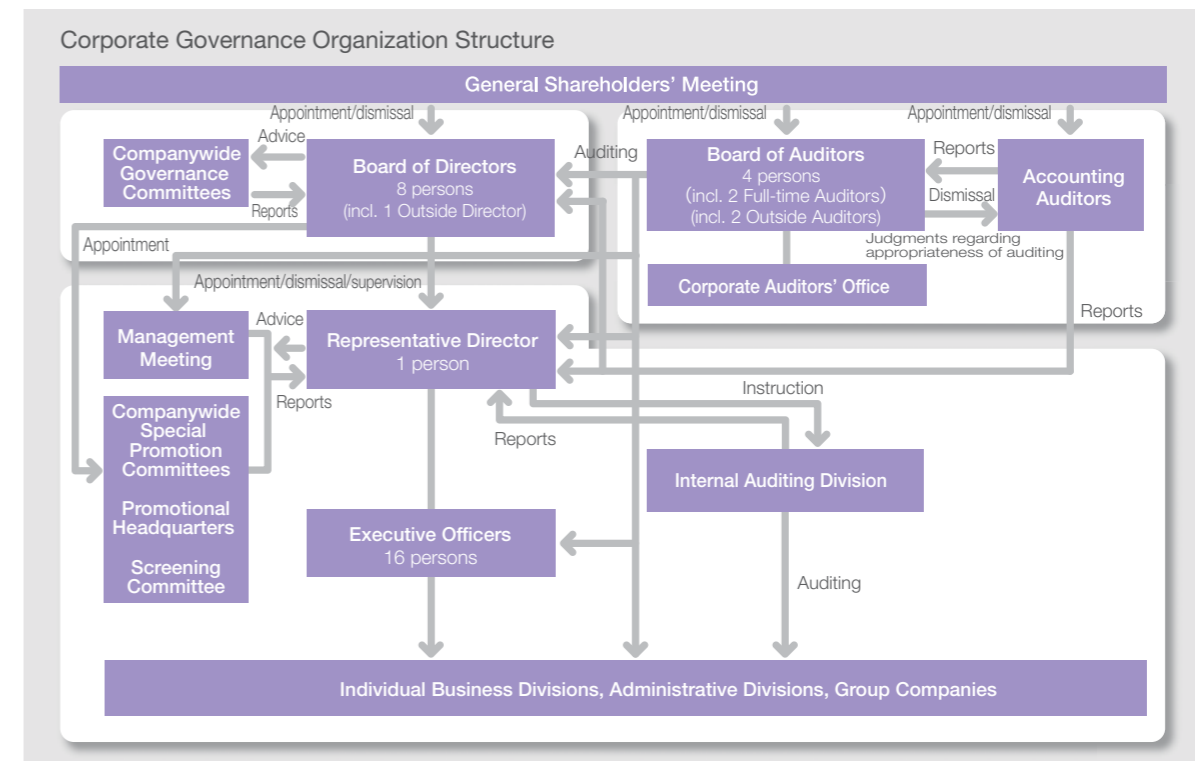 Corporate Governance Organization Structure
General Shareholders’ Meeting
Appointment/dismissal
Appointment/dismissal
Appointment/dismissal
Advice
Companywide
Governance
Committees
Reports
Board of Directors
8 persons
(incl. 1 Outside Director)
Auditing
Board of Auditors
4 persons
(incl. 2 Full-time Auditors)
(incl. 2 Outside Auditors)
Reports
Dismissal
Accounting
Auditors
Judgments regarding
appropriateness of auditing
Appointment
Corporate Auditors’ Office
Appointment/dismissal/supervision
Reports
Management
Meeting
Advice
Representative Director
1 person
Reports
Instruction
Companywide
Special
Promotion
Committees
Promotional
Headquarters
Screening
Committee
Reports
Internal Auditing Division
Executive Officers
16 persons
Auditing
Individual Business Divisions, Administrative Divisions, Group Companies